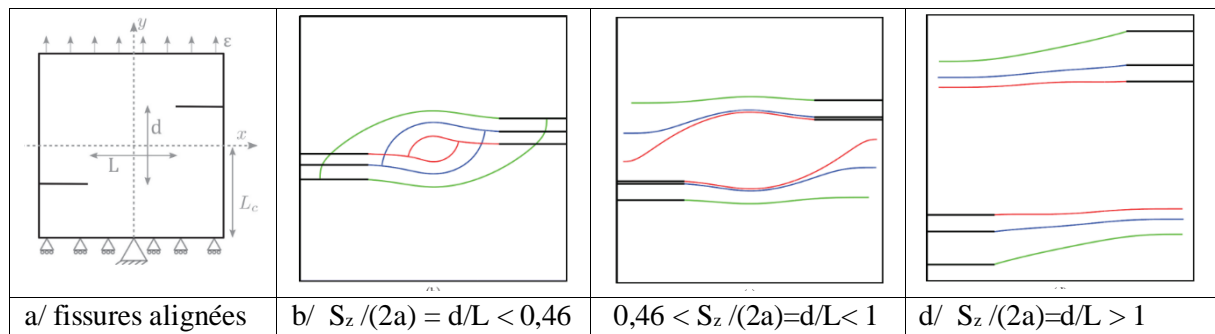 y
ε
d
x
L
L_c
a/ fissures alignées
b/ S_z /(2a) = d/L < 0,46
0,46 < S_z /(2a)=d/L< 1
d/ S_z /(2a)=d/L > 1